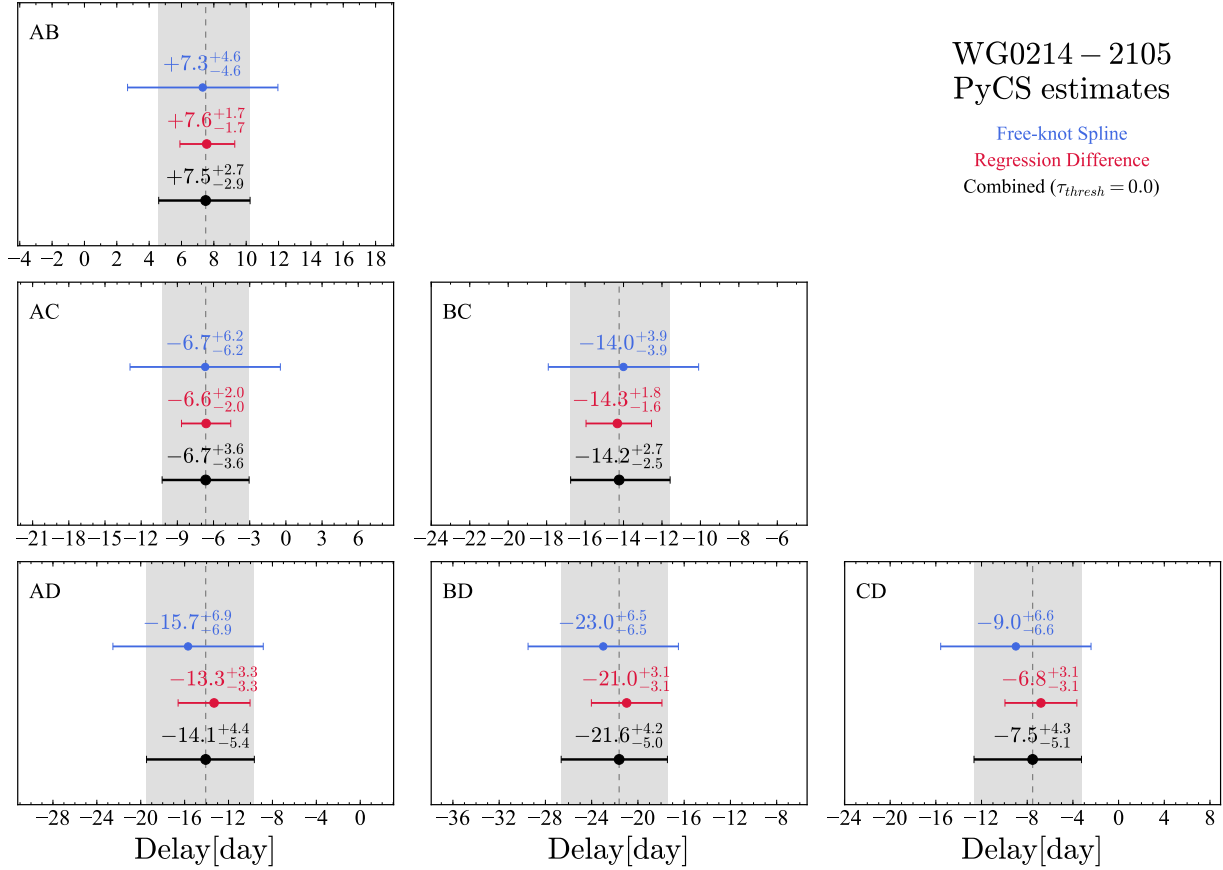 AB
+7.3 +4.6 −4.6
+7.6 +1.7 −1.7
+7.5 +2.7 −2.9
−4 −2 0 2 4 6 8 10 12 14 16 18
WG0214 − 2105
PyCS estimates
Free-knot Spline
Regression Difference
Combined (τthresh = 0.0)
AC
−6.7 +6.2 −6.2
−6.6 +2.0 −2.0
−6.7 +3.6 −3.6
−21 −18 −15 −12 −9 −6 −3 0 3 6
BC
−14.0 +3.9 −3.9
−14.3 +1.8 −1.6
−14.2 +2.7 −2.5
−24 −22 −20 −18 −16 −14 −12 −10 −8 −6
AD
−15.7 +6.9 +6.9
−13.3 +3.3 −3.3
−14.1 +4.4 −5.4
−28 −24 −20 −16 −12 −8 −4 0
Delay[day]
BD
−23.0 +6.5 +6.5
−21.0 +3.1 −3.1
−21.6 +4.2 −5.0
−36 −32 −28 −24 −20 −16 −12 −8
Delay[day]
CD
−9.0 +6.6 −6.6
−6.8 +3.1 −3.1
−7.5 +4.3 −5.1
−24 −20 −16 −12 −8 −4 0 4 8
Delay[day]